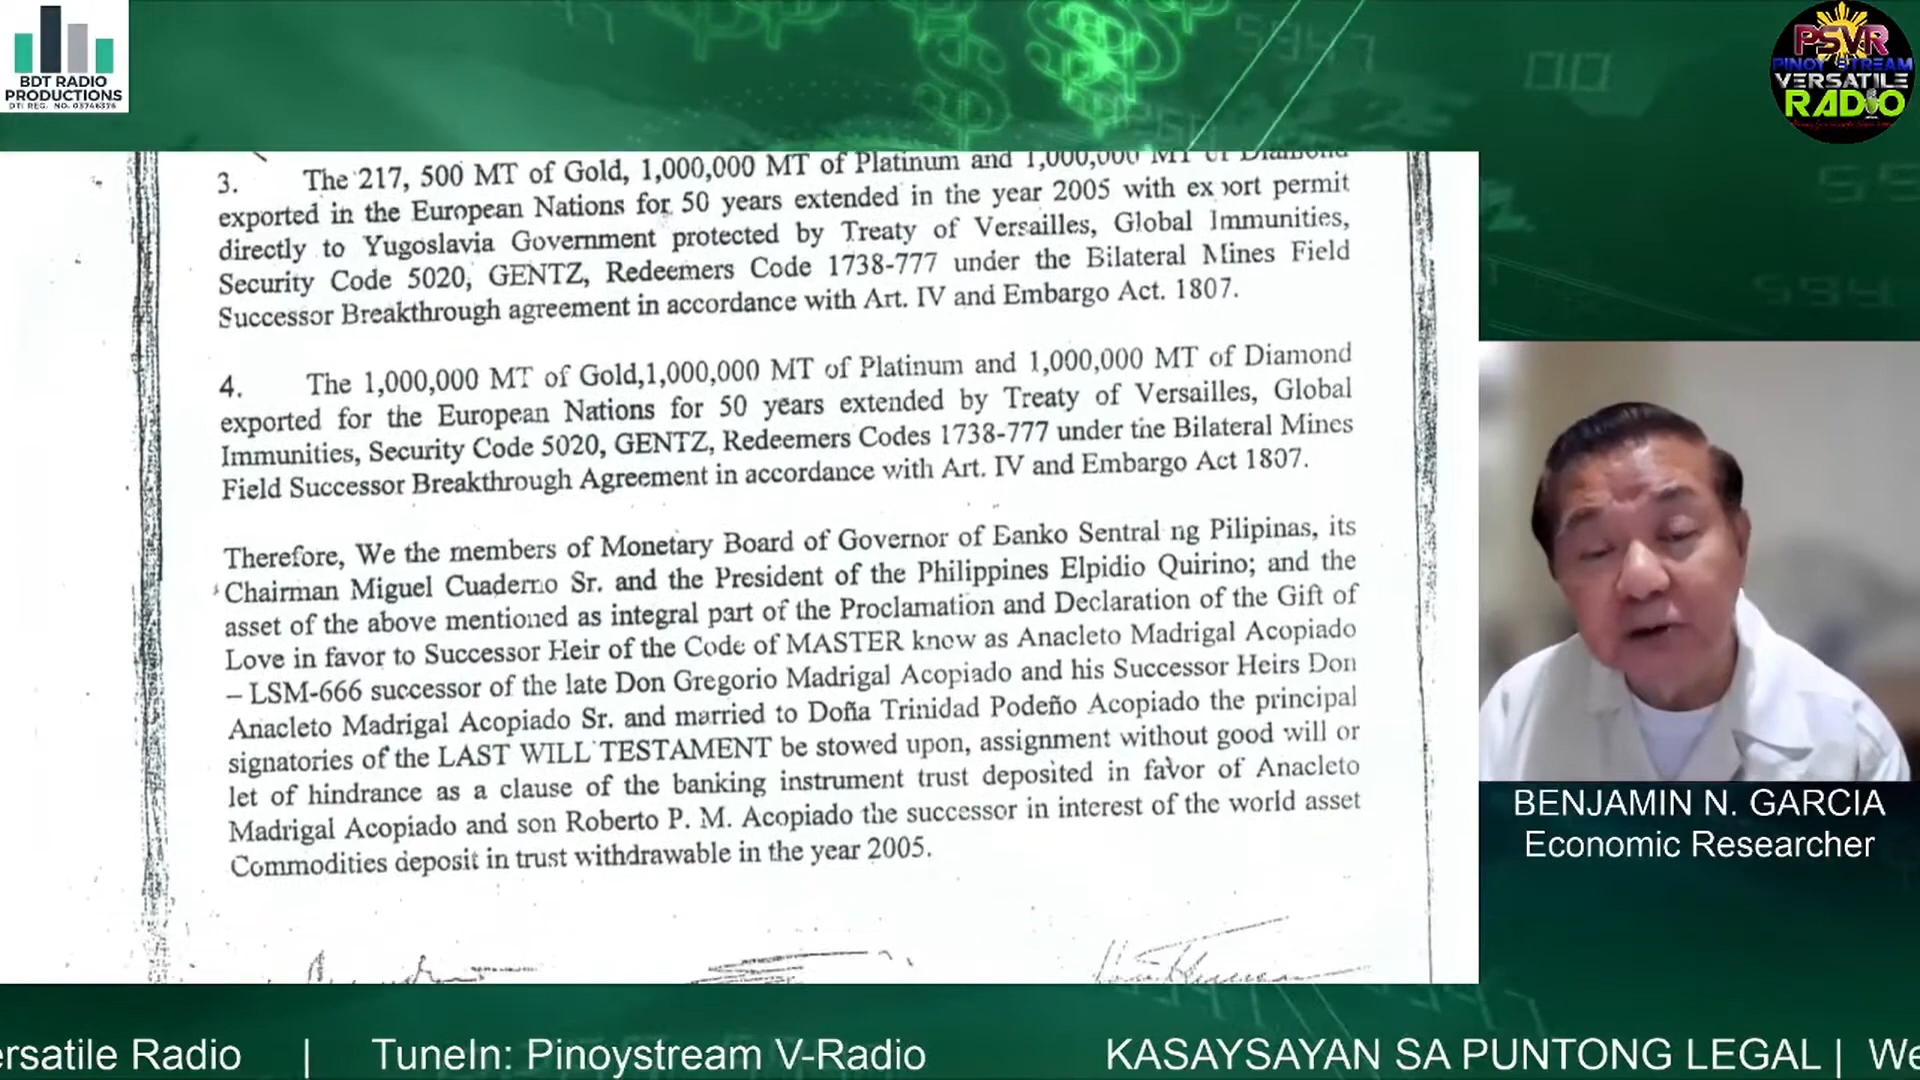 BDT RADIO
PRODUCTIONS
DTI REG. NO. 03746376
PSVR
PINOY STREAM
VERSATILE
RADIO
3. The 217, 500 MT of Gold, 1,000,000 MT of Platinum and 1,000,000 MT of Diamond
exported in the European Nations for 50 years extended in the year 2005 with export permit
directly to Yugoslavia Government protected by Treaty of Versailles, Global Immunities,
Security Code 5020, GENTZ, Redeemers Code 1738-777 under the Bilateral Mines Field
Successor Breakthrough agreement in accordance with Art. IV and Embargo Act. 1807.
4. The 1,000,000 MT of Gold,1,000,000 MT of Platinum and 1,000,000 MT of Diamond
exported for the European Nations for 50 years extended by Treaty of Versailles, Global
Immunities, Security Code 5020, GENTZ, Redeemers Codes 1738-777 under the Bilateral Mines
Field Successor Breakthrough Agreement in accordance with Art. IV and Embargo Act 1807.
Therefore, We the members of Monetary Board of Governor of Banko Sentral ng Pilipinas, its
Chairman Miguel Cuaderno Sr. and the President of the Philippines Elpidio Quirino; and the
asset of the above mentioned as integral part of the Proclamation and Declaration of the Gift of
Love in favor to Successor Heir of the Code of MASTER know as Anacleto Madrigal Acopiado
– LSM-666 successor of the late Don Gregorio Madrigal Acopiado and his Successor Heirs Don
Anacleto Madrigal Acopiado Sr. and married to Doña Trinidad Podeño Acopiado the principal
signatories of the LAST WILL TESTAMENT be stowed upon, assignment without good will or
let of hindrance as a clause of the banking instrument trust deposited in favor of Anacleto
Madrigal Acopiado and son Roberto P. M. Acopiado the successor in interest of the world asset
Commodities deposit in trust withdrawable in the year 2005.
BENJAMIN N. GARCIA
Economic Researcher
ersatile Radio | TuneIn: Pinoystream V-Radio KASAYSAYAN SA PUNTONG LEGAL | We